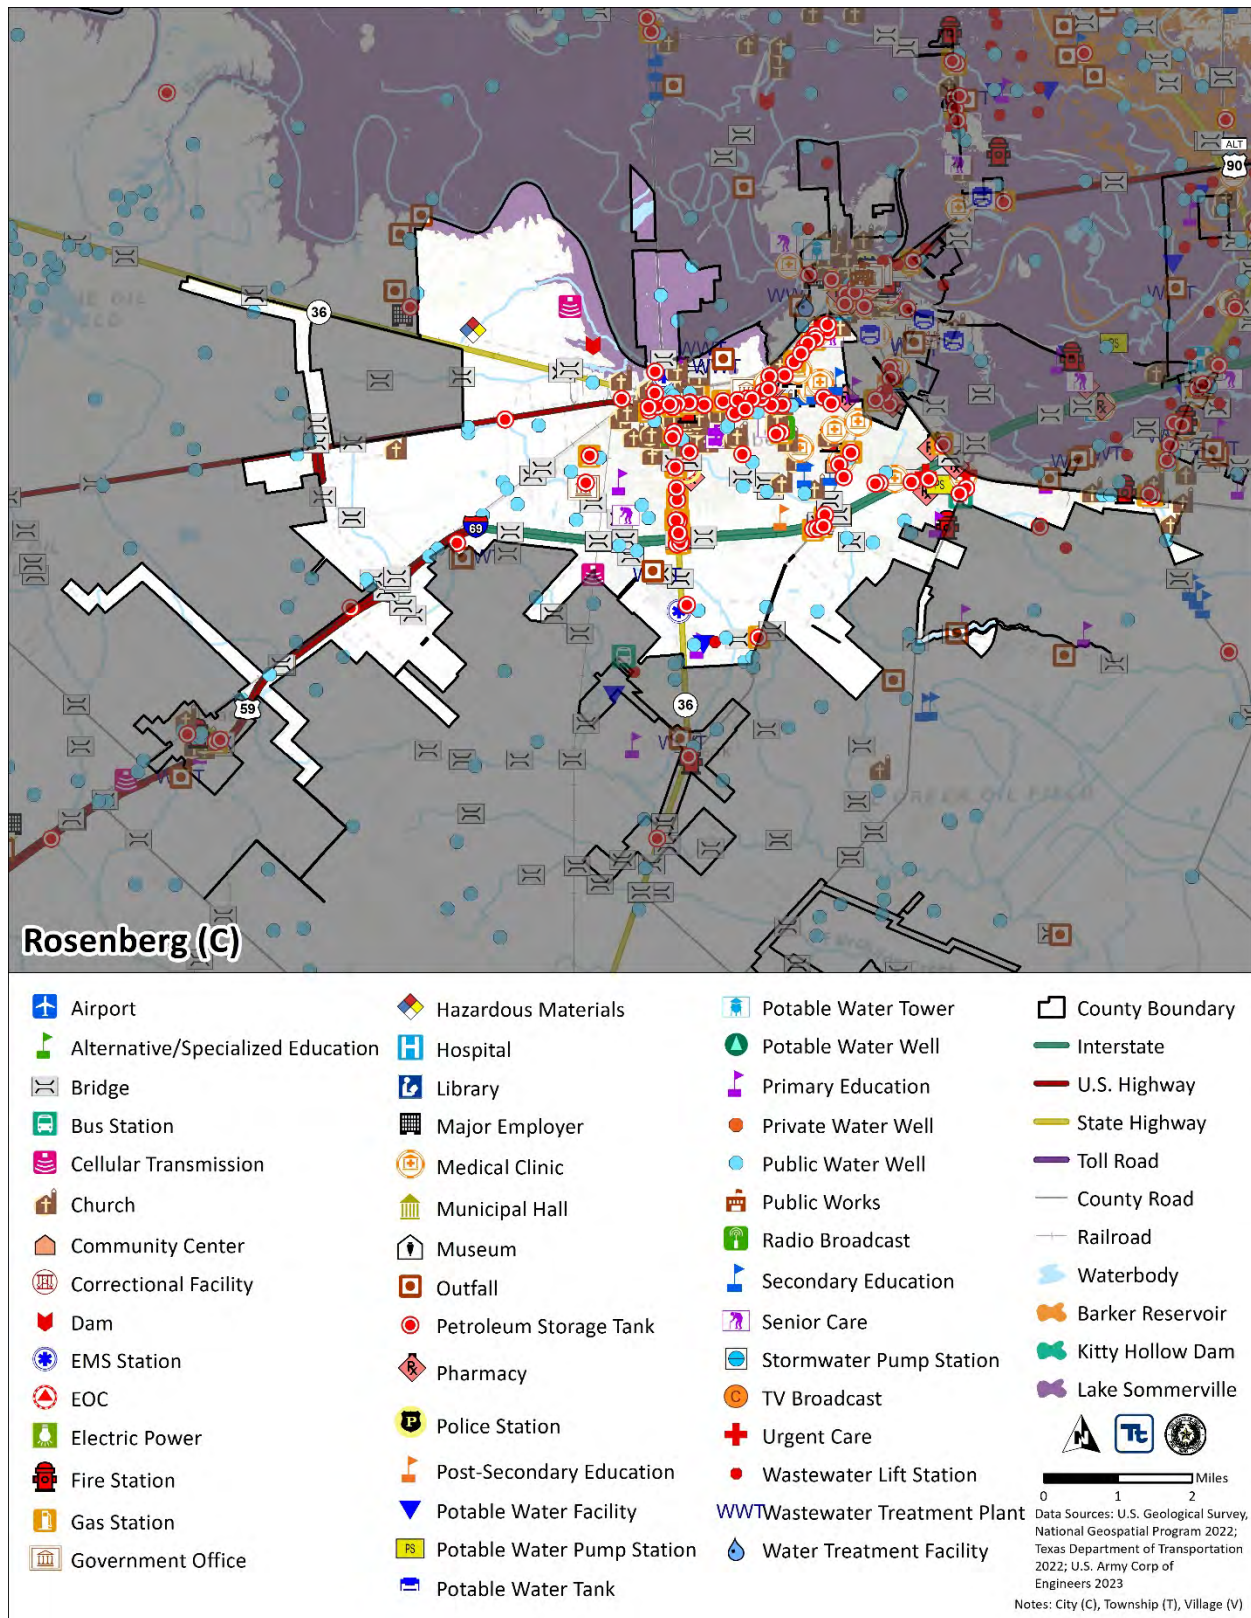 ALT
90
36
69
59
36
Rosenberg (C)
Airport
Alternative/Specialized Education
Bridge
Bus Station
Cellular Transmission
Church
Community Center
Correctional Facility
Dam
EMS Station
EOC
Electric Power
Fire Station
Gas Station
Government Office
Hazardous Materials
Hospital
Library
Major Employer
Medical Clinic
Municipal Hall
Museum
Outfall
Petroleum Storage Tank
Pharmacy
Police Station
Post-Secondary Education
Potable Water Facility
PS Potable Water Pump Station
Potable Water Tank
Potable Water Tower
Potable Water Well
Primary Education
Private Water Well
Public Water Well
Public Works
Radio Broadcast
Secondary Education
Senior Care
Stormwater Pump Station
C TV Broadcast
Urgent Care
Wastewater Lift Station
WWT Wastewater Treatment Plant
Water Treatment Facility
County Boundary
Interstate
U.S. Highway
State Highway
Toll Road
County Road
Railroad
Waterbody
Barker Reservoir
Kitty Hollow Dam
Lake Sommerville
N
Tt
Miles
0 1 2
Data Sources: U.S. Geological Survey,
National Geospatial Program 2022;
Texas Department of Transportation
2022; U.S. Army Corp of
Engineers 2023
Notes: City (C), Township (T), Village (V)